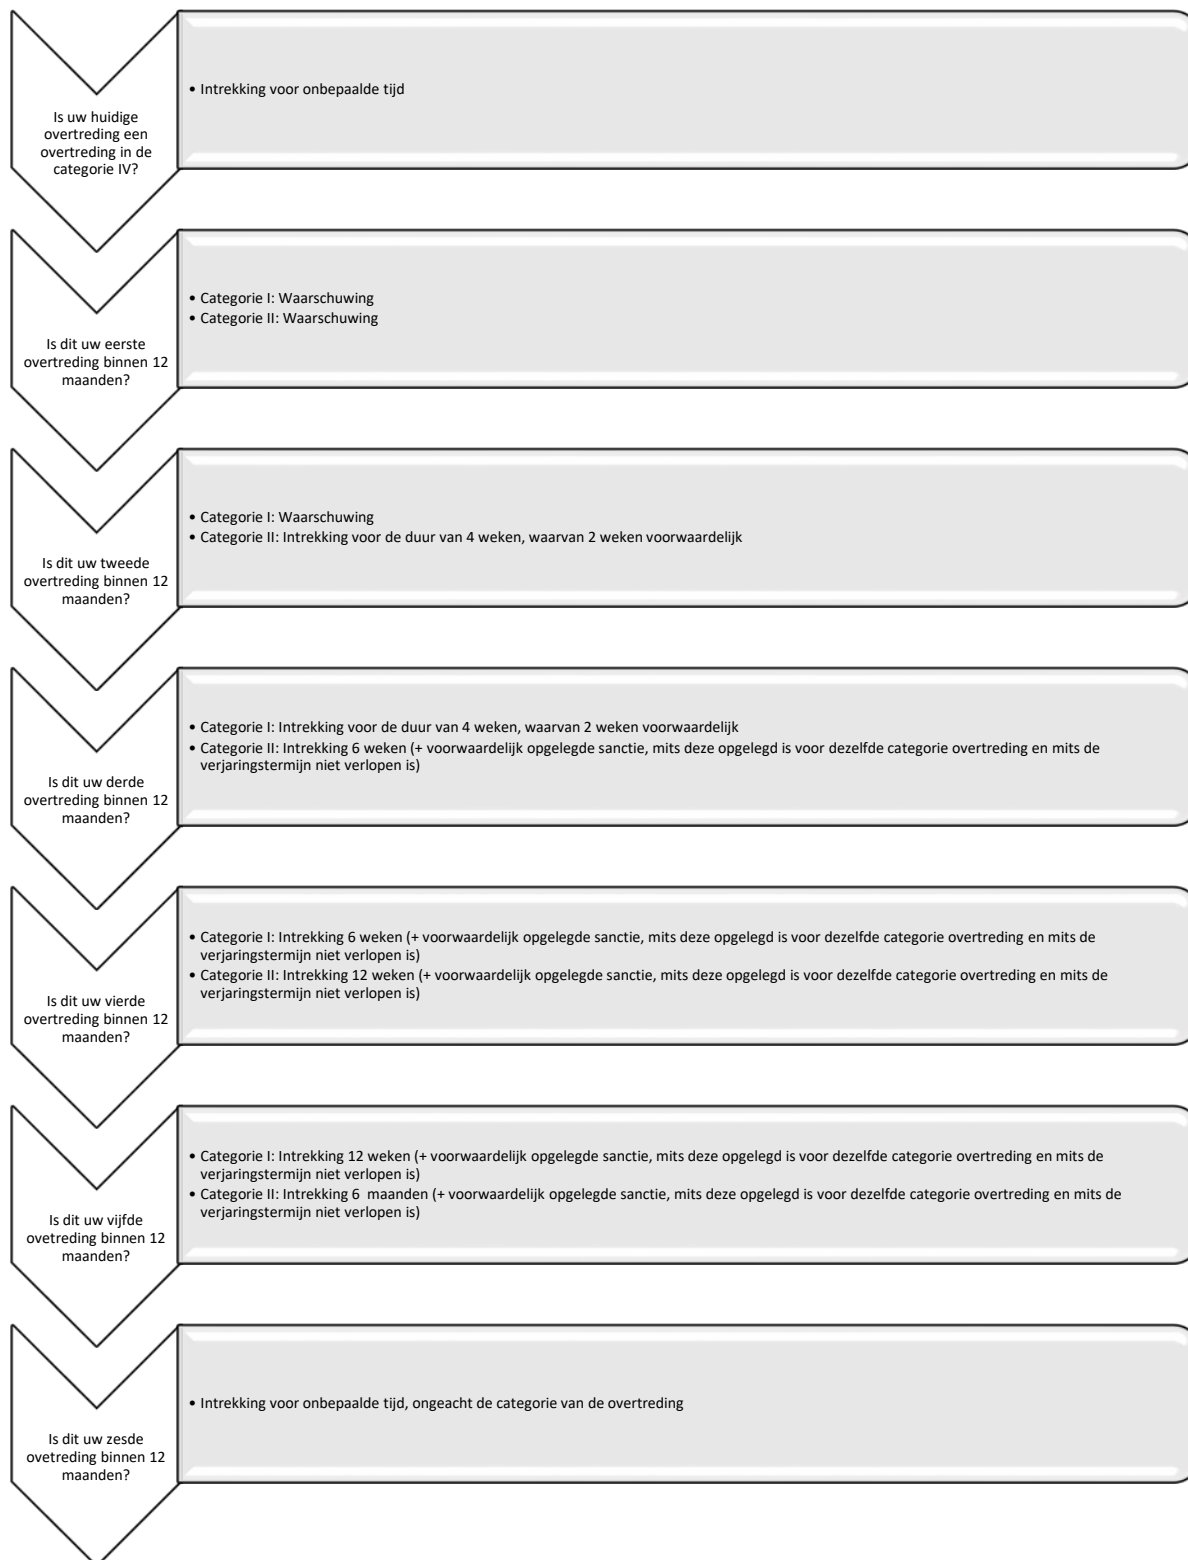 Is uw huidige
overtreding een
overtreding in de
categorie IV?
• Intrekking voor onbepaalde tijd
Is dit uw eerste
overtreding binnen 12
maanden?
• Categorie I: Waarschuwing
• Categorie II: Waarschuwing
Is dit uw tweede
overtreding binnen 12
maanden?
• Categorie I: Waarschuwing
• Categorie II: Intrekking voor de duur van 4 weken, waarvan 2 weken voorwaardelijk
Is dit uw derde
overtreding binnen 12
maanden?
• Categorie I: Intrekking voor de duur van 4 weken, waarvan 2 weken voorwaardelijk
• Categorie II: Intrekking 6 weken (+ voorwaardelijk opgelegde sanctie, mits deze opgelegd is voor dezelfde categorie overtreding en mits de
verjaringstermijn niet verlopen is)
Is dit uw vierde
overtreding binnen 12
maanden?
• Categorie I: Intrekking 6 weken (+ voorwaardelijk opgelegde sanctie, mits deze opgelegd is voor dezelfde categorie overtreding en mits de
verjaringstermijn niet verlopen is)
• Categorie II: Intrekking 12 weken (+ voorwaardelijk opgelegde sanctie, mits deze opgelegd is voor dezelfde categorie overtreding en mits de
verjaringstermijn niet verlopen is)
Is dit uw vijfde
ovetreding binnen 12
maanden?
• Categorie I: Intrekking 12 weken (+ voorwaardelijk opgelegde sanctie, mits deze opgelegd is voor dezelfde categorie overtreding en mits de
verjaringstermijn niet verlopen is)
• Categorie II: Intrekking 6 maanden (+ voorwaardelijk opgelegde sanctie, mits deze opgelegd is voor dezelfde categorie overtreding en mits de
verjaringstermijn niet verlopen is)
Is dit uw zesde
ovetreding binnen 12
maanden?
• Intrekking voor onbepaalde tijd, ongeacht de categorie van de overtreding